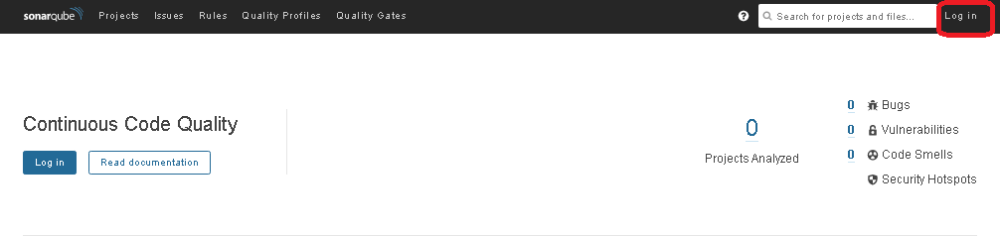 sonarqube Projects Issues Rules Quality Profiles Quality Gates ? Search for projects and files... Log in
Continuous Code Quality
Log in Read documentation
0
Projects Analyzed
0 Bugs
0 Vulnerabilities
0 Code Smells
Security Hotspots